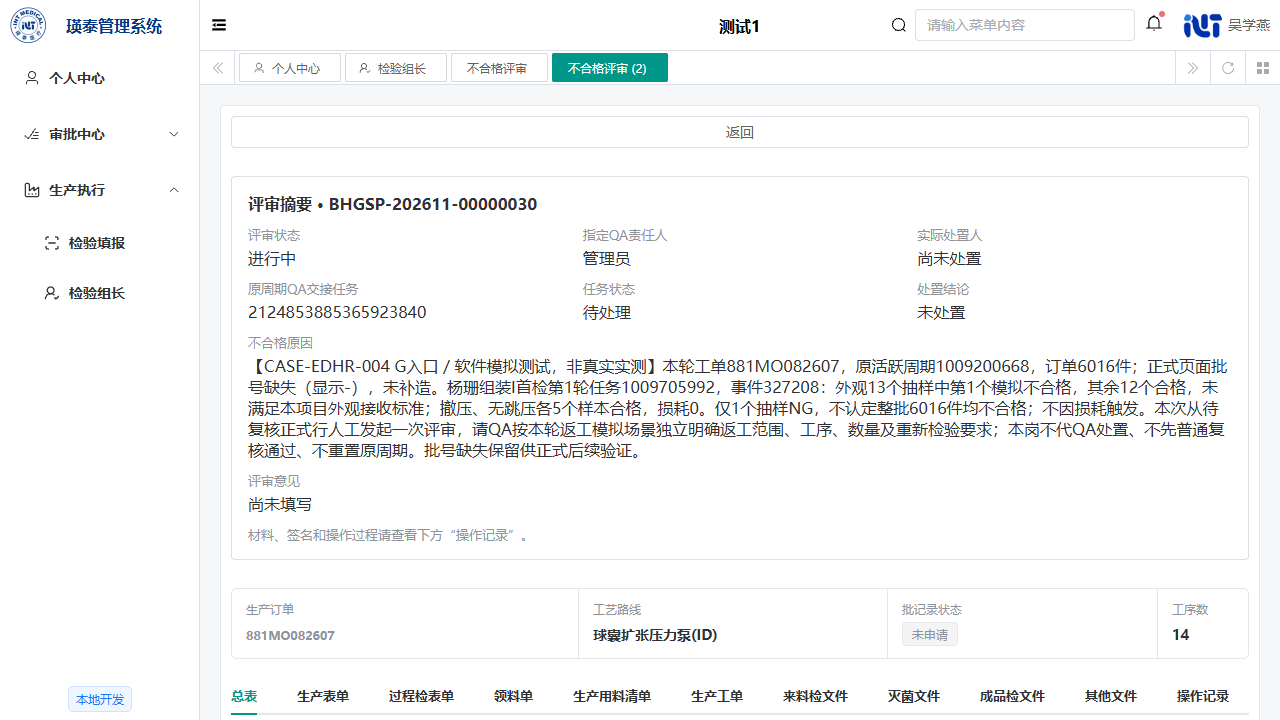 瑛泰管理系统
测试1
请输入菜单内容
吴学燕
个人中心
审批中心
生产执行
检验填报
检验组长
本地开发
个人中心
检验组长
不合格评审
不合格评审 (2)
返回
评审摘要 • BHGSP-202611-00000030
评审状态
指定QA责任人
实际处置人
进行中
管理员
尚未处置
原周期QA交接任务
任务状态
处置结论
2124853885365923840
待处理
未处置
不合格原因
【CASE-EDHR-004 G入口 / 软件模拟测试，非真实实测】本轮工单881MO082607，原活跃周期1009200668，订单6016件；正式页面批
号缺失（显示-），未补造。杨珊组装Ⅰ首检第1轮任务1009705992，事件327208：外观13个抽样中第1个模拟不合格，其余12个合格，未
满足本项目外观接收标准；撤压、无跳压各5个样本合格，损耗0。仅1个抽样NG，不认定整批6016件均不合格；不因损耗触发。本次从待
复核正式行人工发起一次评审，请QA按本轮返工模拟场景独立明确返工范围、工序、数量及重新检验要求；本岗不代QA处置、不先普通复
核通过、不重置原周期。批号缺失保留供正式后续验证。
评审意见
尚未填写
材料、签名和操作过程请查看下方“操作记录”。
生产订单
工艺路线
批记录状态
工序数
881MO082607
球囊扩张压力泵(ID)
未申请
14
总表
生产表单
过程检表单
领料单
生产用料清单
生产工单
来料检文件
灭菌文件
成品检文件
其他文件
操作记录